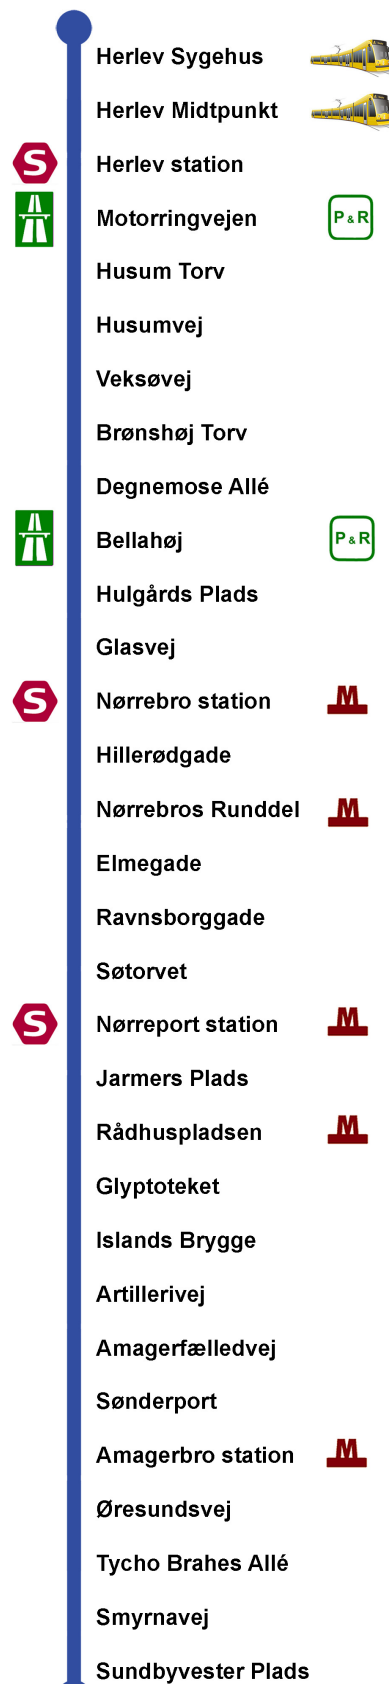 Herlev Sygehus
Herlev Midtpunkt
S Herlev station
Motorringvejen P & R
Husum Torv
Husumvej
Veksøvej
Brønshøj Torv
Degnemose Allé
Bellahøj P & R
Hulgårds Plads
Glasvej
S Nørrebro station M
Hillerødgade
Nørrebros Runddel M
Elmegade
Ravnsborggade
Søtorvet
S Nørreport station M
Jarmers Plads
Rådhuspladsen M
Glyptoteket
Islands Brygge
Artillerivej
Amagerfælledvej
Sønderport
Amagerbro station M
Øresundsvej
Tycho Brahes Allé
Smyrnavej
Sundbyvester Plads